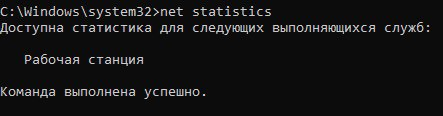 C:\Windows\system32>net statistics
Доступна статистика для следующих выполняющихся служб:
Рабочая станция
Команда выполнена успешно.